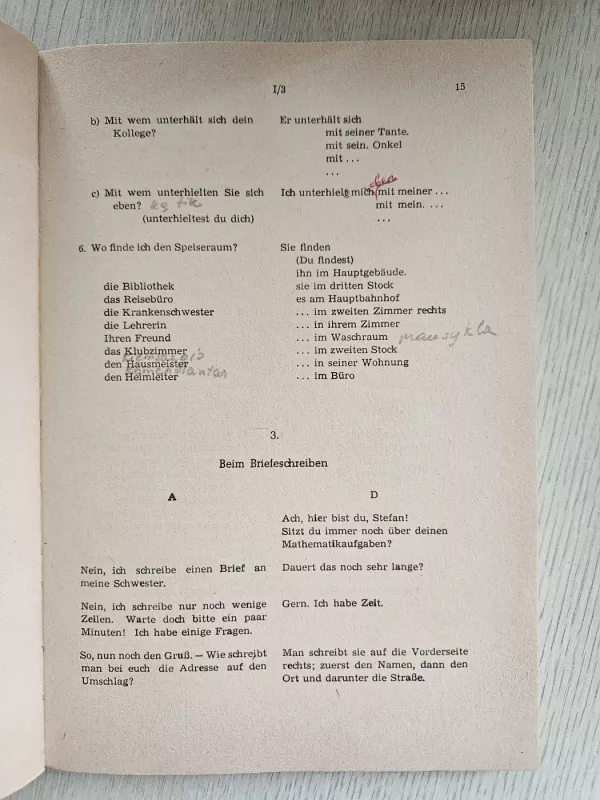 I/3 15
b) Mit wem unterhält sich dein Er unterhält sich
Kollege? mit seiner Tante.
mit sein. Onkel
mit ...
...
c) Mit wem unterhielten Sie sich Ich unterhielt mich mit meiner ...
eben? mit mein. ...
(unterhieltest du dich) ...
6. Wo finde ich den Speiseraum? Sie finden
(Du findest)
ihn im Hauptgebäude.
die Bibliothek sie im dritten Stock
das Reisebüro es am Hauptbahnhof
die Krankenschwester ... im zweiten Zimmer rechts
die Lehrerin ... in ihrem Zimmer
Ihren Freund ... im Waschraum
das Klubzimmer ... im zweiten Stock
den Hausmeister ... in seiner Wohnung
den Heimleiter ... im Büro
3.
Beim Briefeschreiben
A D
Ach, hier bist du, Stefan!
Sitzt du immer noch über deinen
Mathematikaufgaben?
Nein, ich schreibe einen Brief an Dauert das noch sehr lange?
meine Schwester.
Nein, ich schreibe nur noch wenige Gern. Ich habe Zeit.
Zeilen. Warte doch bitte ein paar
Minuten! Ich habe einige Fragen.
So, nun noch den Gruß. — Wie schreibt Man schreibt sie auf die Vorderseite
man bei euch die Adresse auf den rechts; zuerst den Namen, dann den
Umschlag? Ort und darunter die Straße.